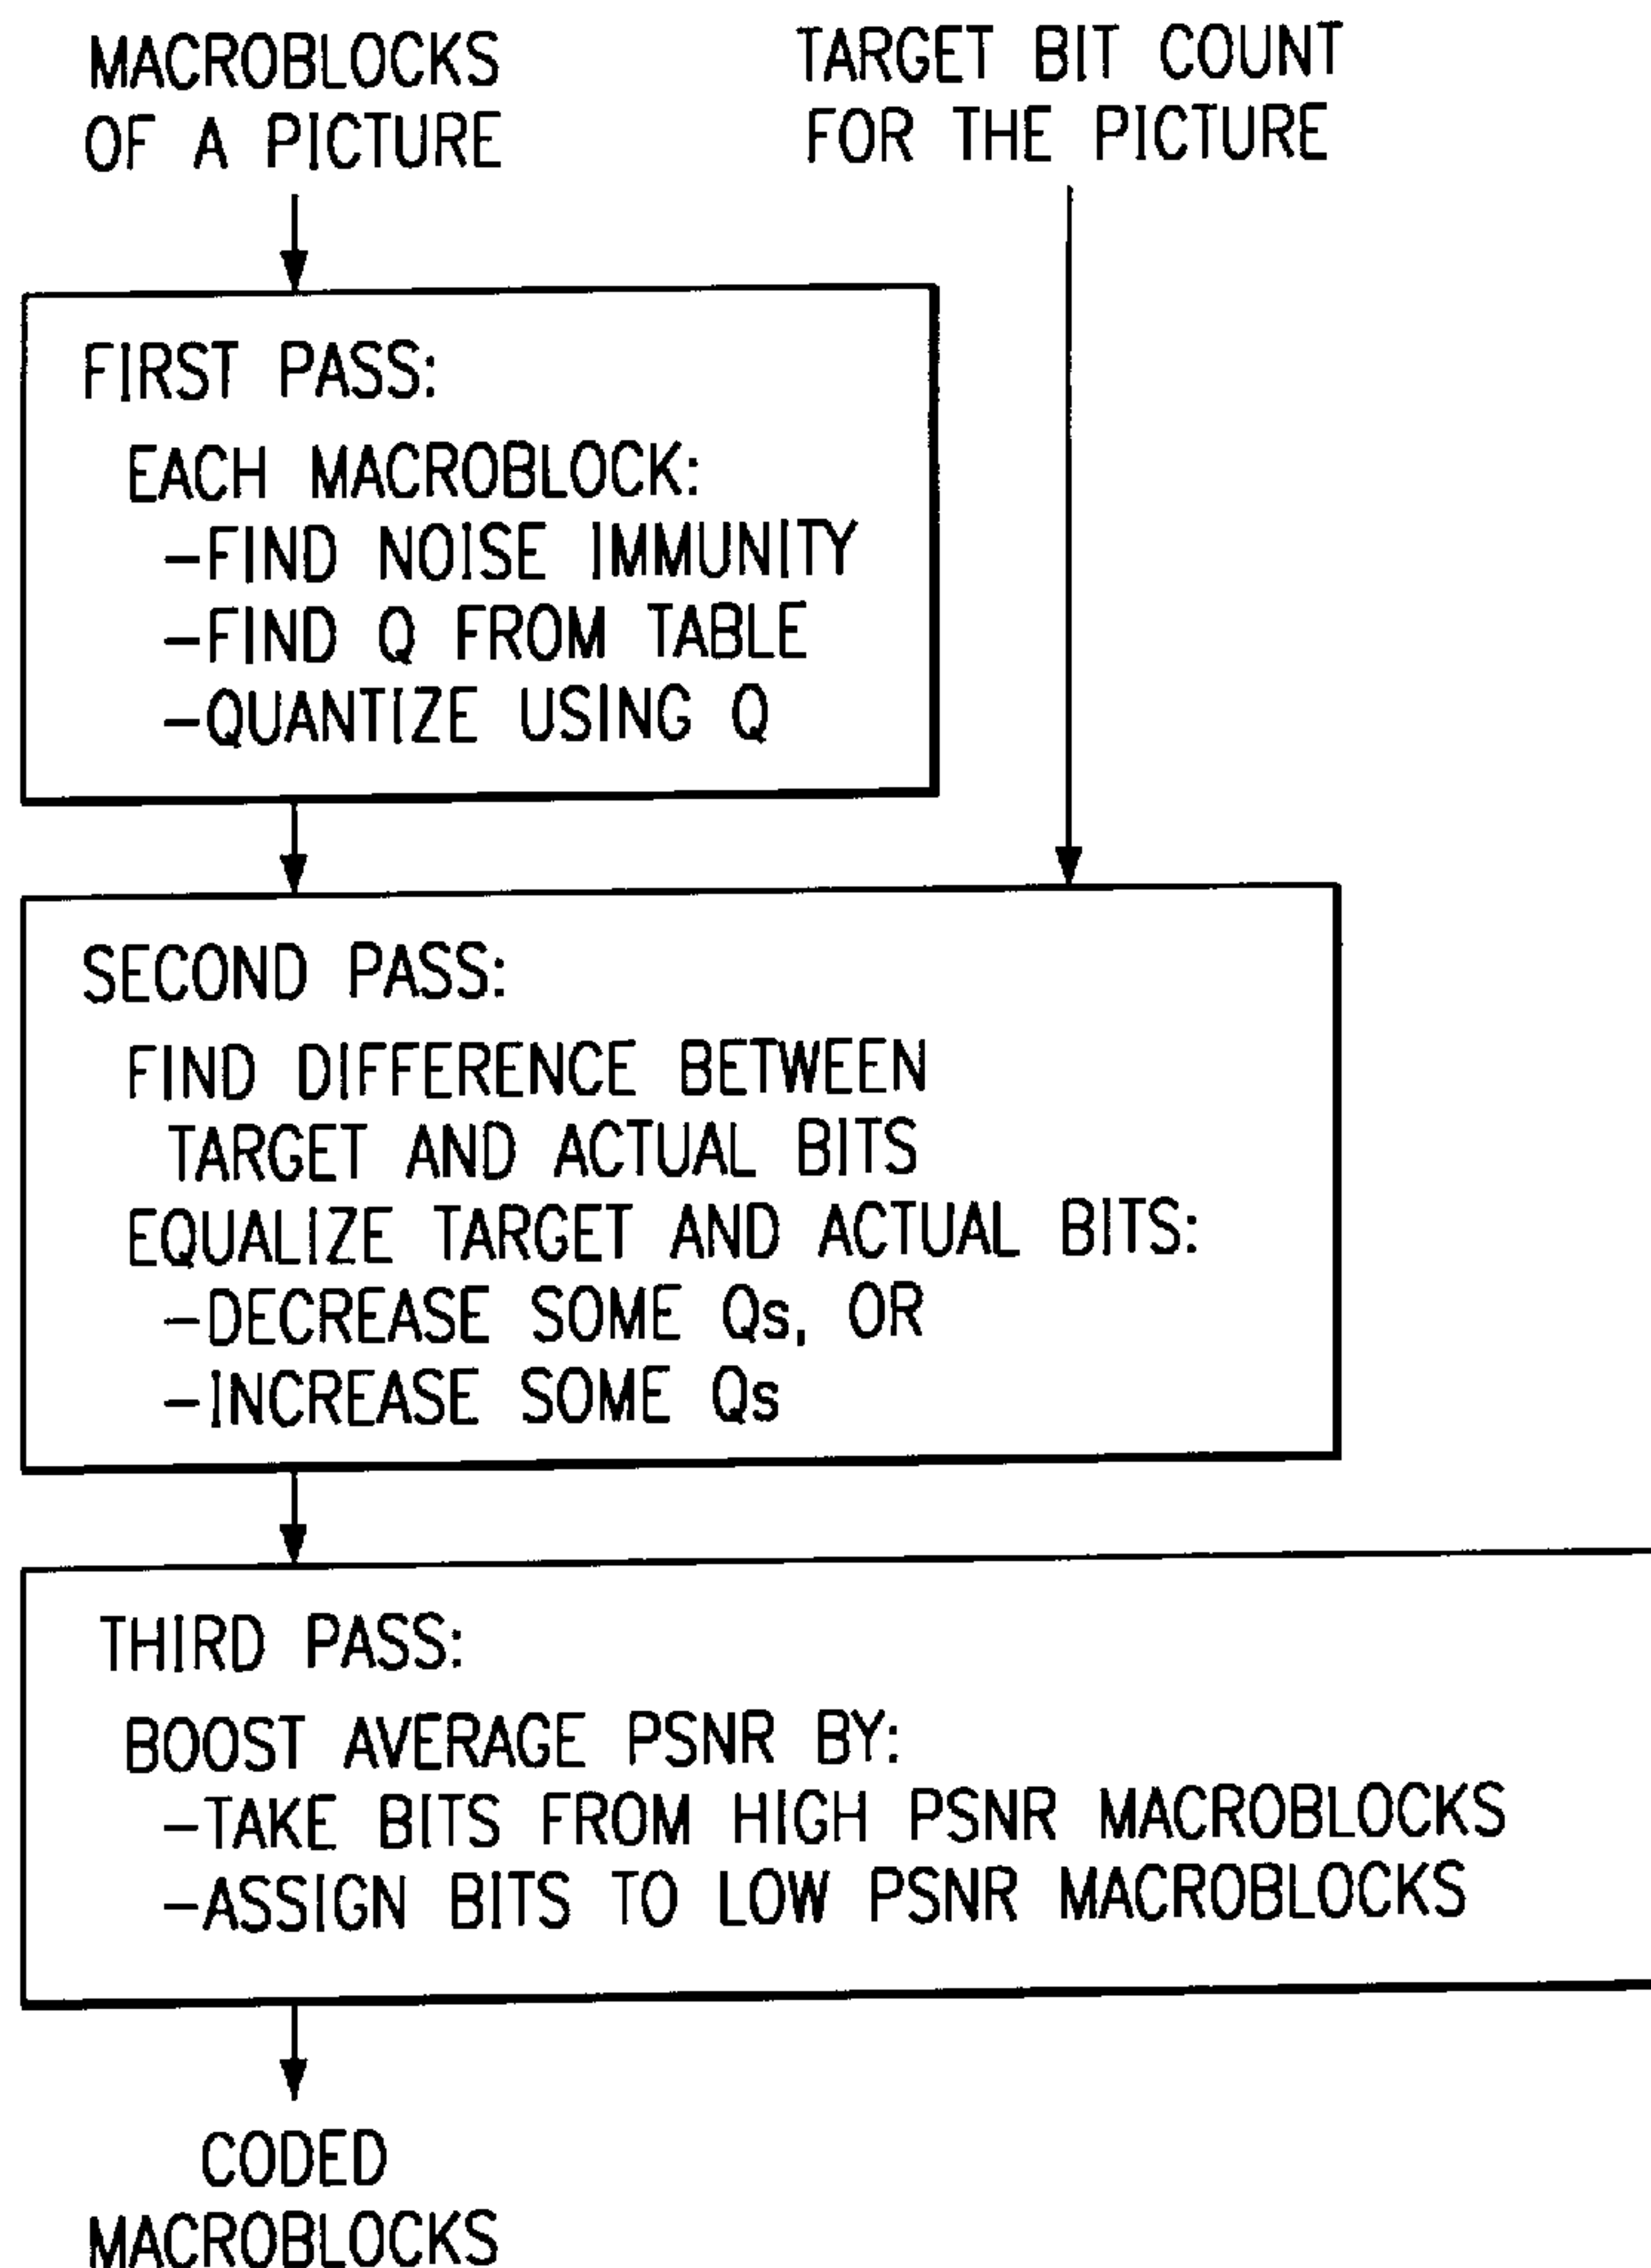 MACROBLOCKS
OF A PICTURE
TARGET BIT COUNT
FOR THE PICTURE
FIRST PASS:
EACH MACROBLOCK:
-FIND NOISE IMMUNITY
-FIND Q FROM TABLE
-QUANTIZE USING Q
SECOND PASS:
FIND DIFFERENCE BETWEEN
TARGET AND ACTUAL BITS
EQUALIZE TARGET AND ACTUAL BITS:
-DECREASE SOME Qs, OR
-INCREASE SOME Qs
THIRD PASS:
BOOST AVERAGE PSNR BY:
-TAKE BITS FROM HIGH PSNR MACROBLOCKS
-ASSIGN BITS TO LOW PSNR MACROBLOCKS
CODED
MACROBLOCKS